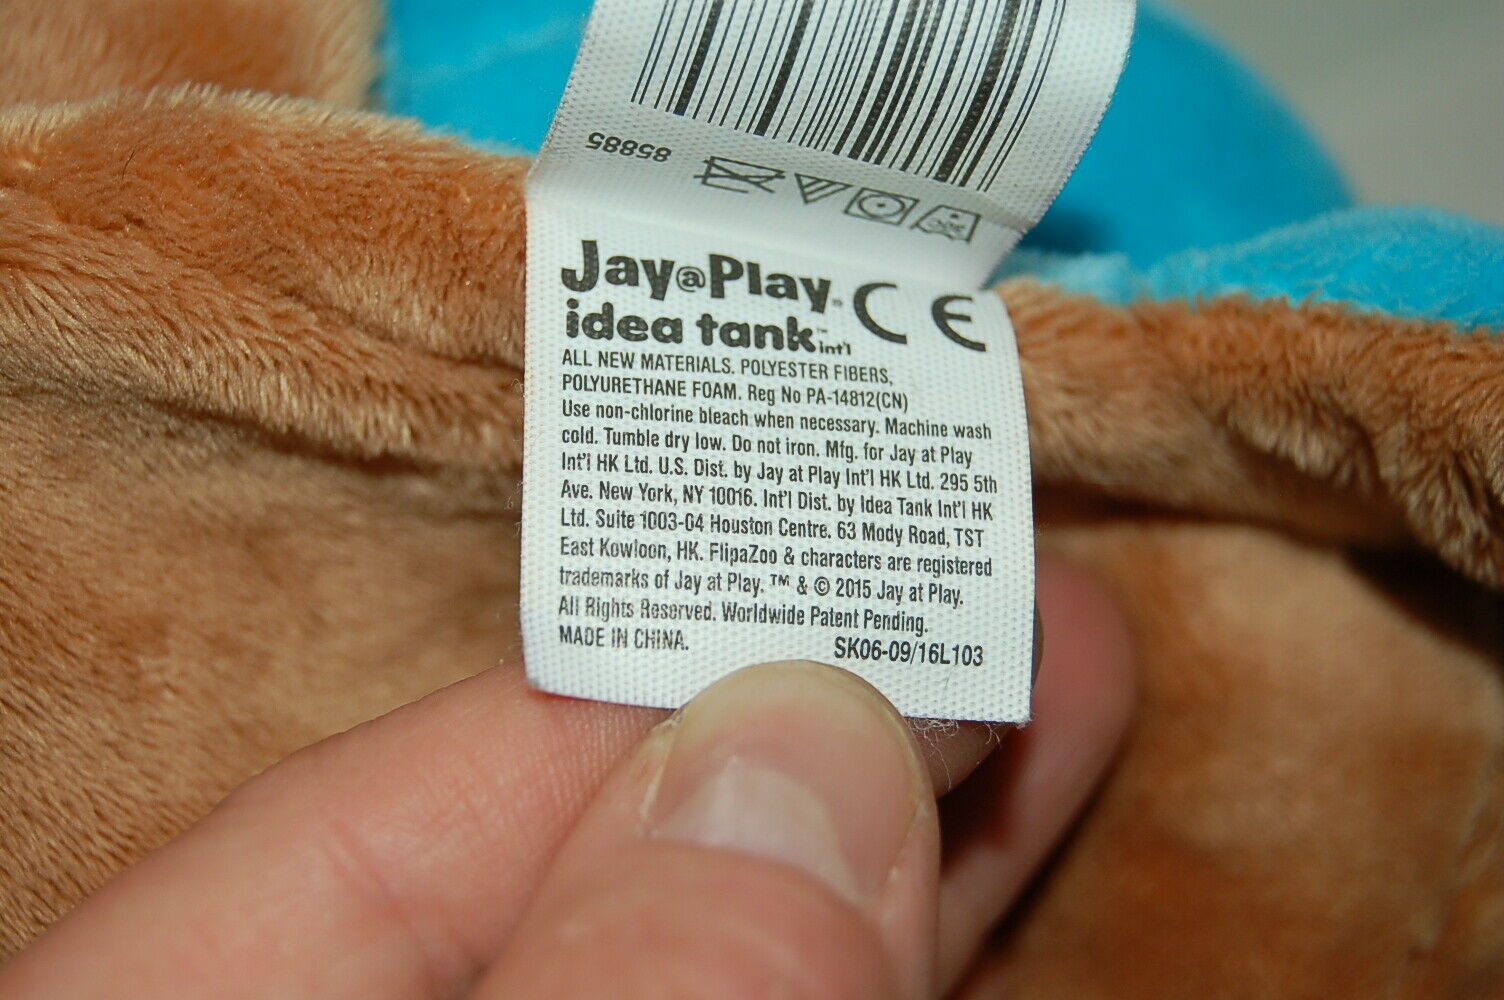 85885
Jay@Play® CE
idea tank™ int'l
ALL NEW MATERIALS. POLYESTER FIBERS,
POLYURETHANE FOAM. Reg No PA-14812(CN)
Use non-chlorine bleach when necessary. Machine wash
cold. Tumble dry low. Do not iron. Mfg. for Jay at Play
Int'l HK Ltd. U.S. Dist. by Jay at Play Int'l HK Ltd. 295 5th
Ave. New York, NY 10016. Int'l Dist. by Idea Tank Int'l HK
Ltd. Suite 1003-04 Houston Centre. 63 Mody Road, TST
East Kowloon, HK. FlipaZoo & characters are registered
trademarks of Jay at Play. ™ & © 2015 Jay at Play.
All Rights Reserved. Worldwide Patent Pending.
MADE IN CHINA. SK06-09/16L103